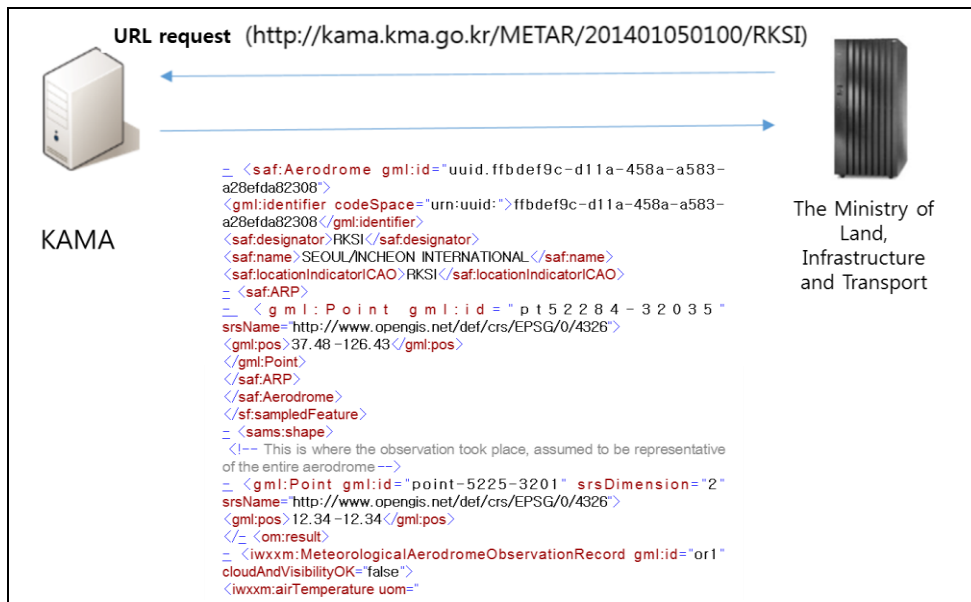 URL request (http://kama.kma.go.kr/METAR/201401050100/RKSI)
KAMA
The Ministry of
Land,
Infrastructure
and Transport
- <saf:Aerodrome gml:id="uuid.ffbdef9c-d11a-458a-a583-
a28efda82308">
<gml:identifier codeSpace="urn:uuid:">ffbdef9c-d11a-458a-a583-
a28efda82308</gml:identifier>
<saf:designator>RKSI</saf:designator>
<saf:name>SEOUL/INCHEON INTERNATIONAL</saf:name>
<saf:locationIndicatorICAO>RKSI</saf:locationIndicatorICAO>
- <saf:ARP>
- <gml:Point gml:id="pt52284-32035"
srsName="http://www.opengis.net/def/crs/EPSG/0/4326">
<gml:pos>37.48 -126.43</gml:pos>
</gml:Point>
</saf:ARP>
</saf:Aerodrome>
</sf:sampledFeature>
- <sams:shape>
<!-- This is where the observation took place, assumed to be representative
of the entire aerodrome -->
- <gml:Point gml:id="point-5225-3201" srsDimension="2"
srsName="http://www.opengis.net/def/crs/EPSG/0/4326">
<gml:pos>12.34 -12.34</gml:pos>
</- <om:result>
- <iwxxm:MeteorologicalAerodromeObservationRecord gml:id="or1"
cloudAndVisibilityOK="false">
<iwxxm:airTemperature uom="